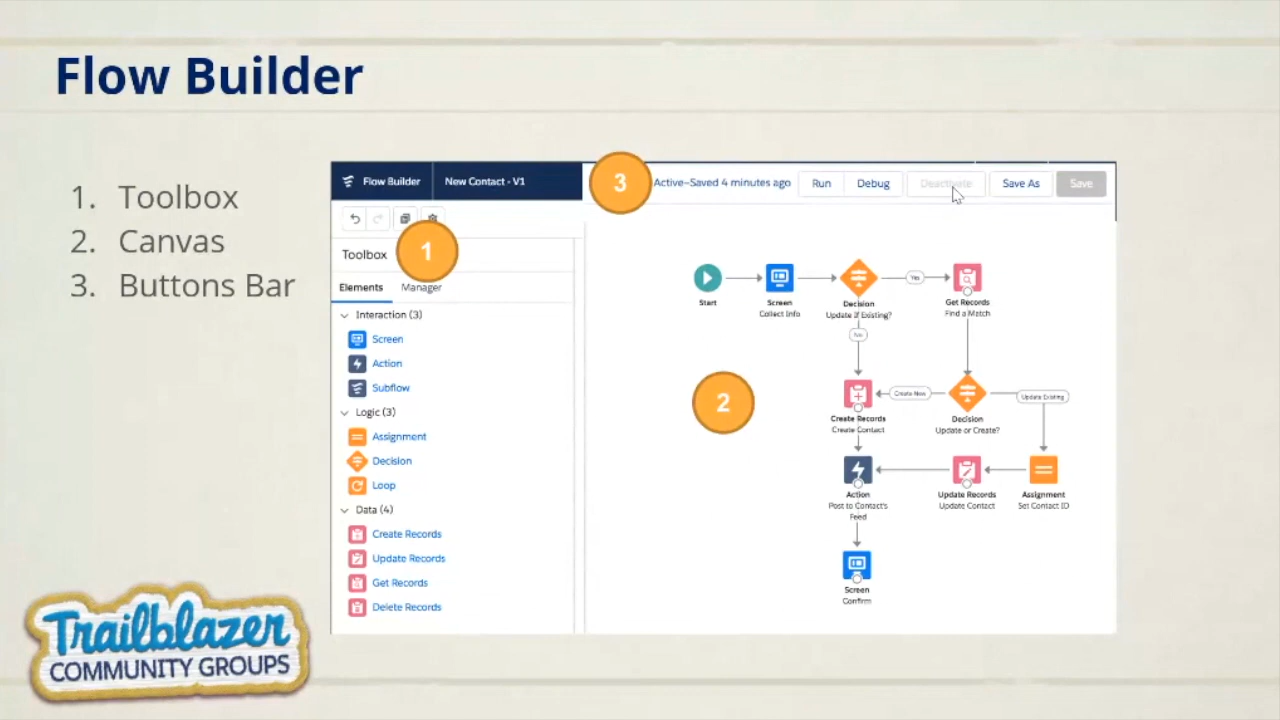 Flow Builder
1. Toolbox
2. Canvas
3. Buttons Bar
Flow Builder
New Contact - V1
3
Active–Saved 4 minutes ago
Run
Debug
Deactivate
Save As
Save
Toolbox
1
Elements
Manager
Interaction (3)
Screen
Action
Subflow
Logic (3)
Assignment
Decision
Loop
Data (4)
Create Records
Update Records
Get Records
Delete Records
Start
Screen
Collect Info
Decision
Update If Existing?
Yes
Get Records
Find a Match
No
2
Create Records
Create Contact
Create New
Decision
Update or Create?
Update Existing
Action
Post to Contact's
Feed
Update Records
Update Contact
Assignment
Set Contact ID
Screen
Confirm
Trailblazer
COMMUNITY GROUPS